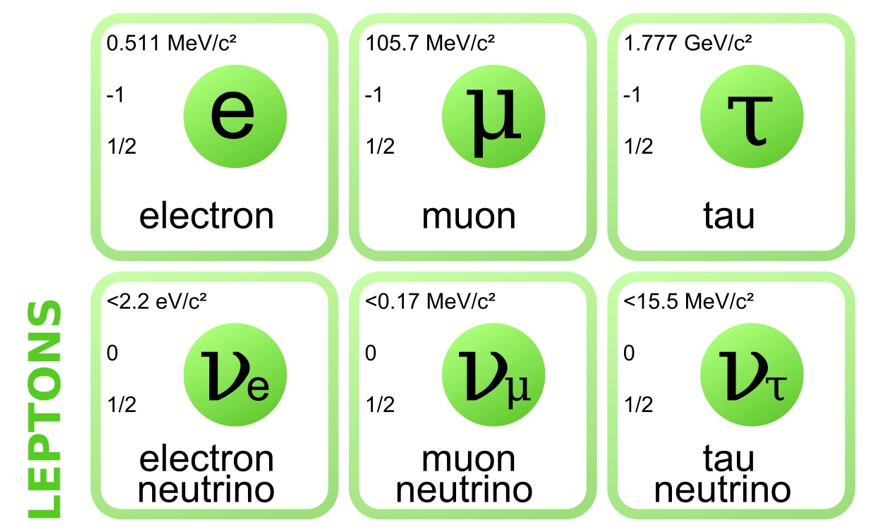 0.511 MeV/c²
-1
e
1/2
electron
105.7 MeV/c²
-1
μ
1/2
muon
1.777 GeV/c²
-1
τ
1/2
tau
LEPTONS
<2.2 eV/c²
0
νe
1/2
electron
neutrino
<0.17 MeV/c²
0
νμ
1/2
muon
neutrino
<15.5 MeV/c²
0
ντ
1/2
tau
neutrino